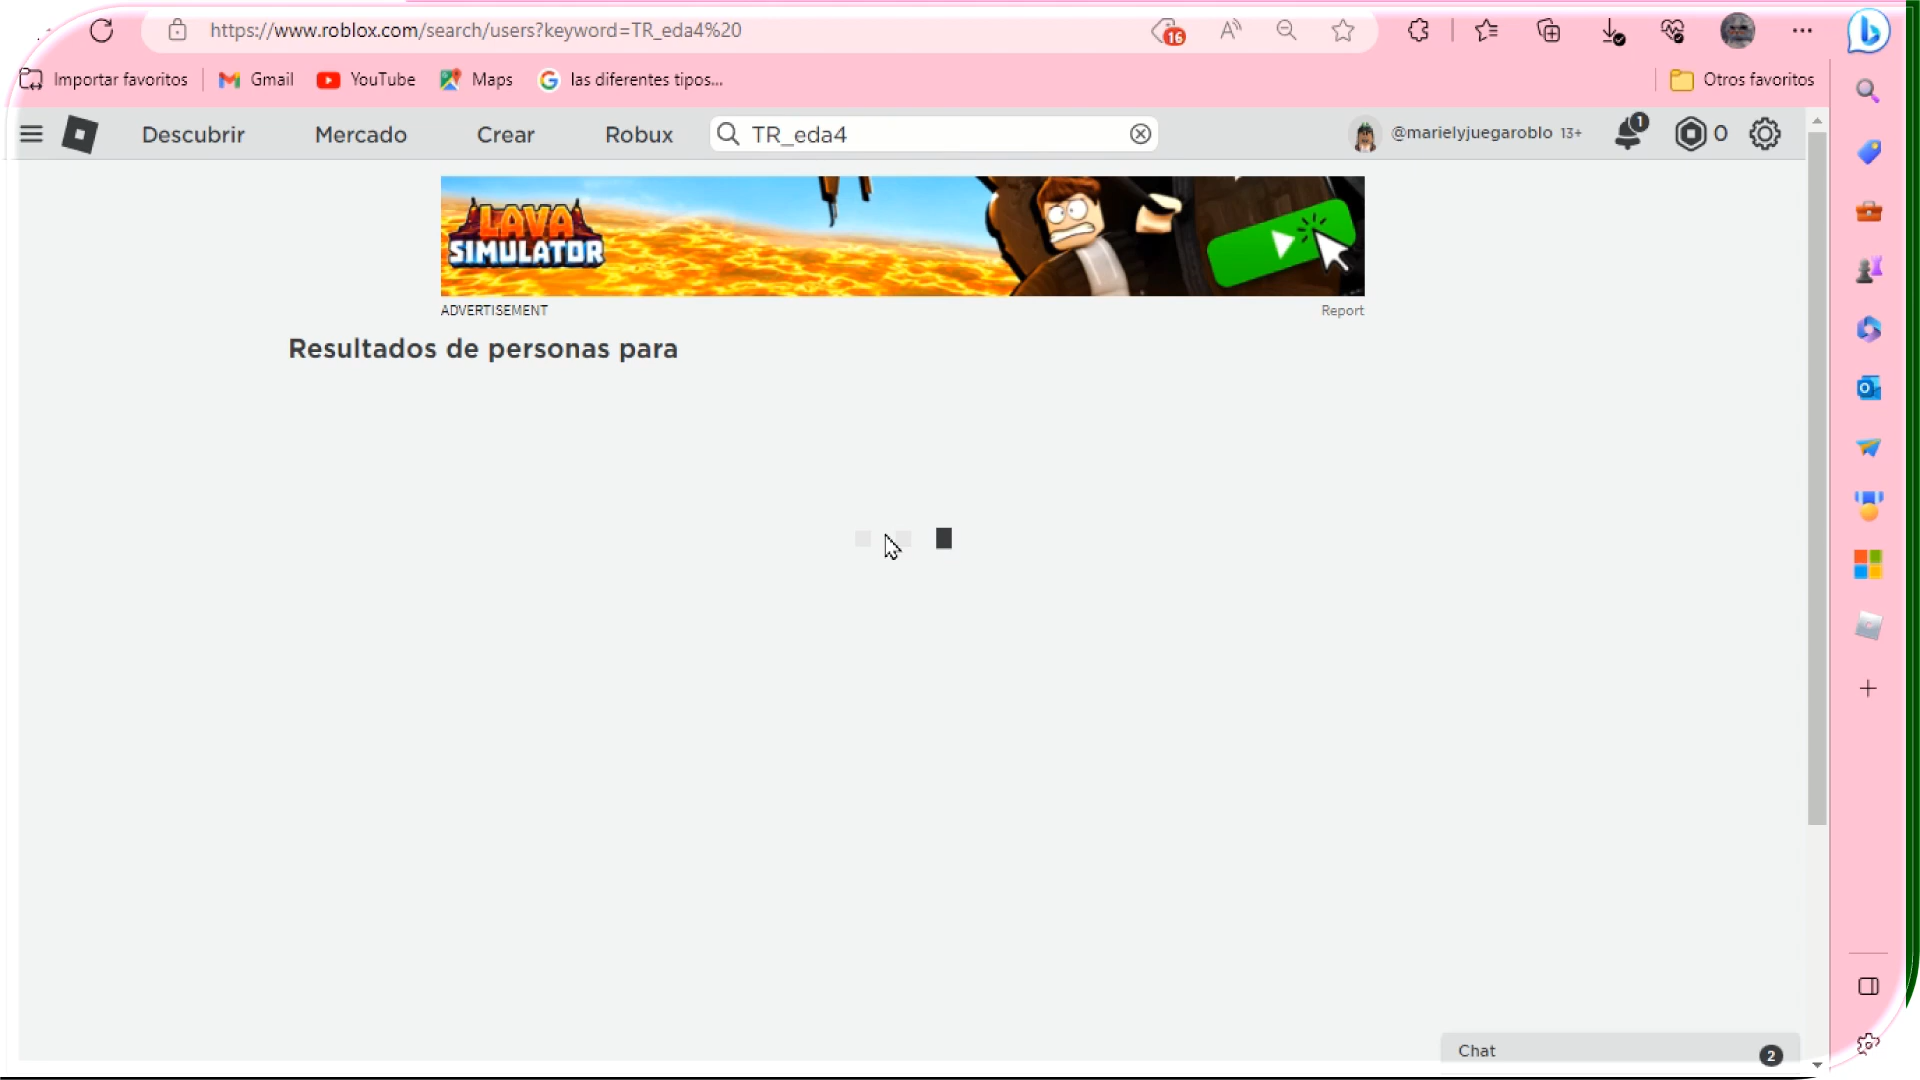 https://www.roblox.com/search/users?keyword=TR_eda4%20
16
Importar favoritos
Gmail
YouTube
Maps
las diferentes tipos...
Otros favoritos
Descubrir
Mercado
Crear
Robux
TR_eda4
@marielyjuegaroblo 13+
1
0
LAVA
SIMULATOR
ADVERTISEMENT
Report
Resultados de personas para
Chat
2